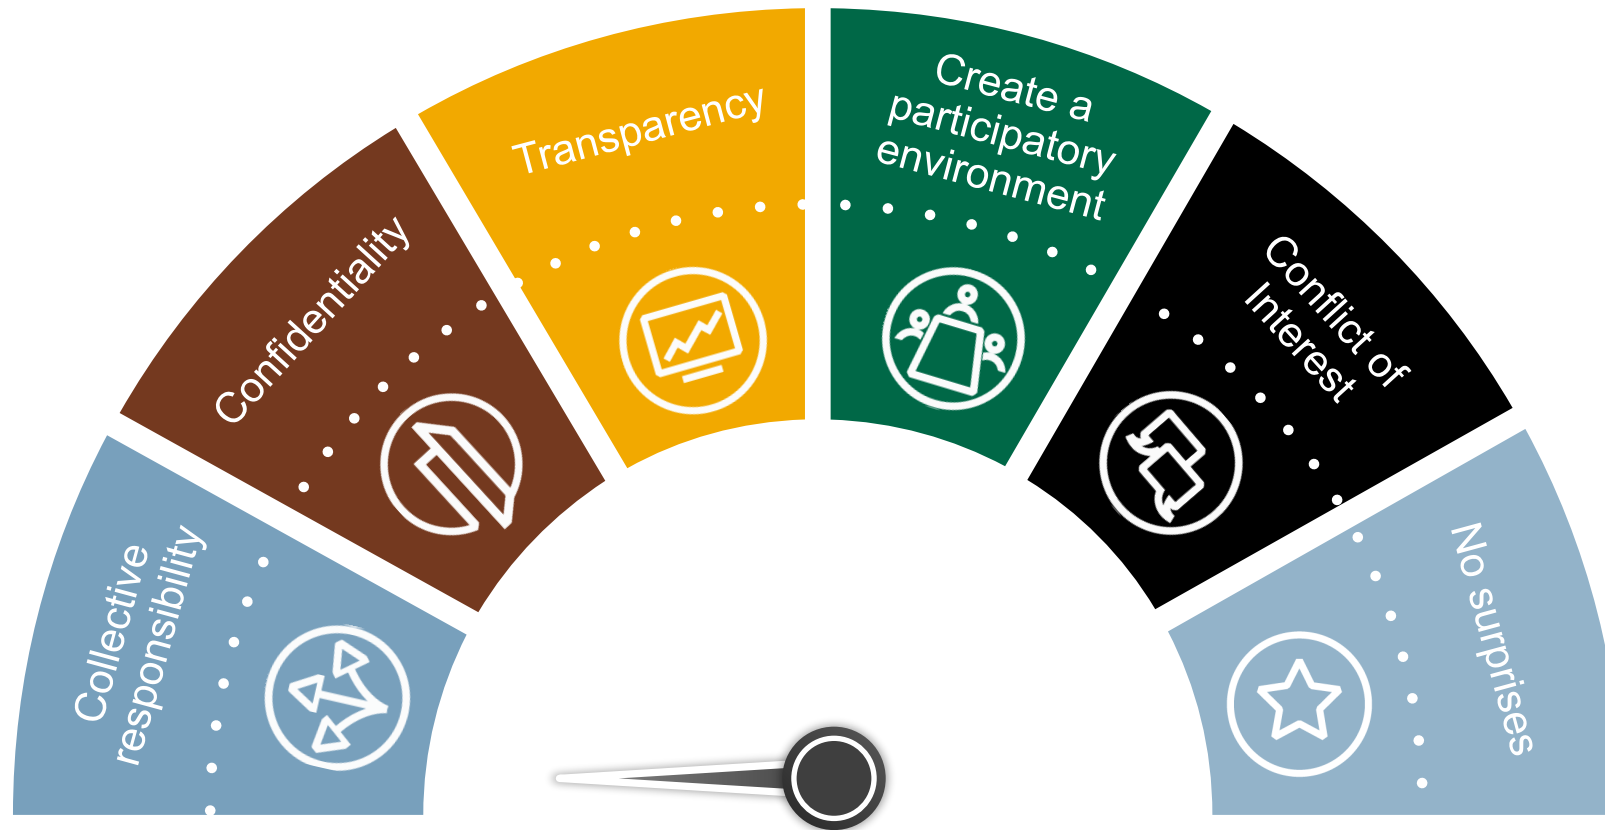 Collective
responsibility
Confidentiality
Transparency
Create a
participatory
environment
Conflict of
Interest
No surprises